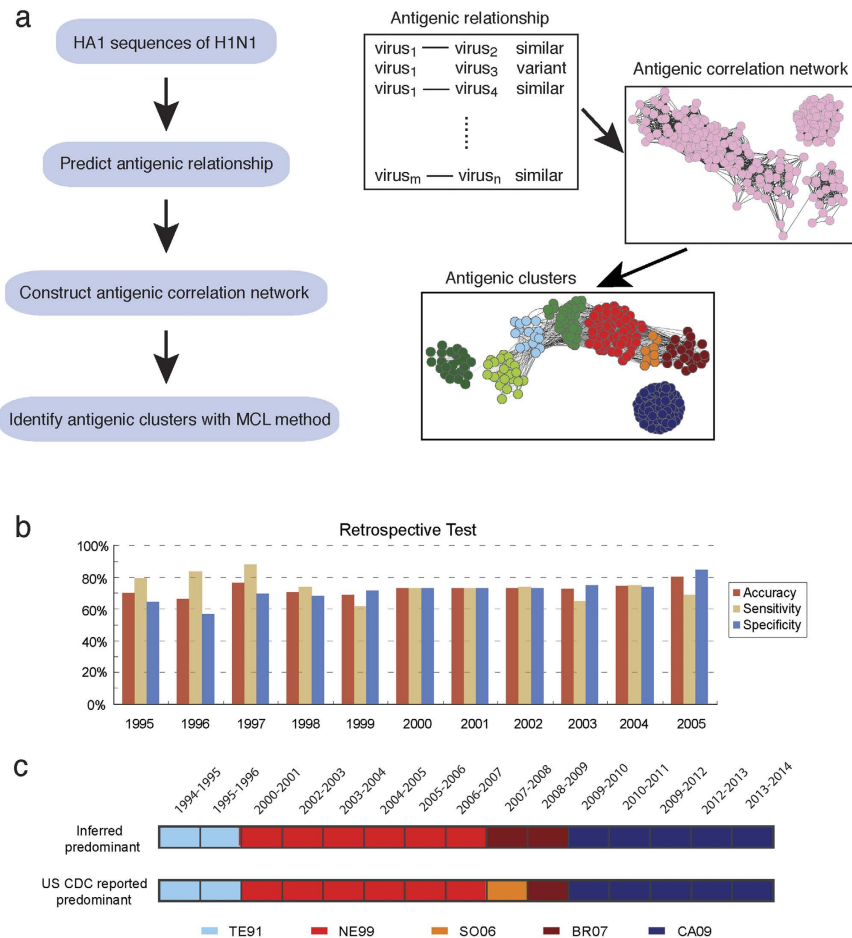 a
HA1 sequences of H1N1
Predict antigenic relationship
Construct antigenic correlation network
Identify antigenic clusters with MCL method
Antigenic relationship
virus1 virus2 similar
virus1 virus3 variant
virus1 virus4 similar
virusm virusn similar
Antigenic correlation network
Antigenic clusters
b
Retrospective Test
100%
80%
60%
40%
20%
0%
1995 1996 1997 1998 1999 2000 2001 2002 2003 2004 2005
Accuracy
Sensitivity
Specificity
c
1994-1995 1995-1996 2000-2001 2002-2003 2003-2004 2004-2005 2005-2006 2006-2007 2007-2008 2008-2009 2009-2010 2010-2011 2009-2012 2012-2013 2013-2014
Inferred
predominant
US CDC reported
predominant
TE91 NE99 SO06 BR07 CA09